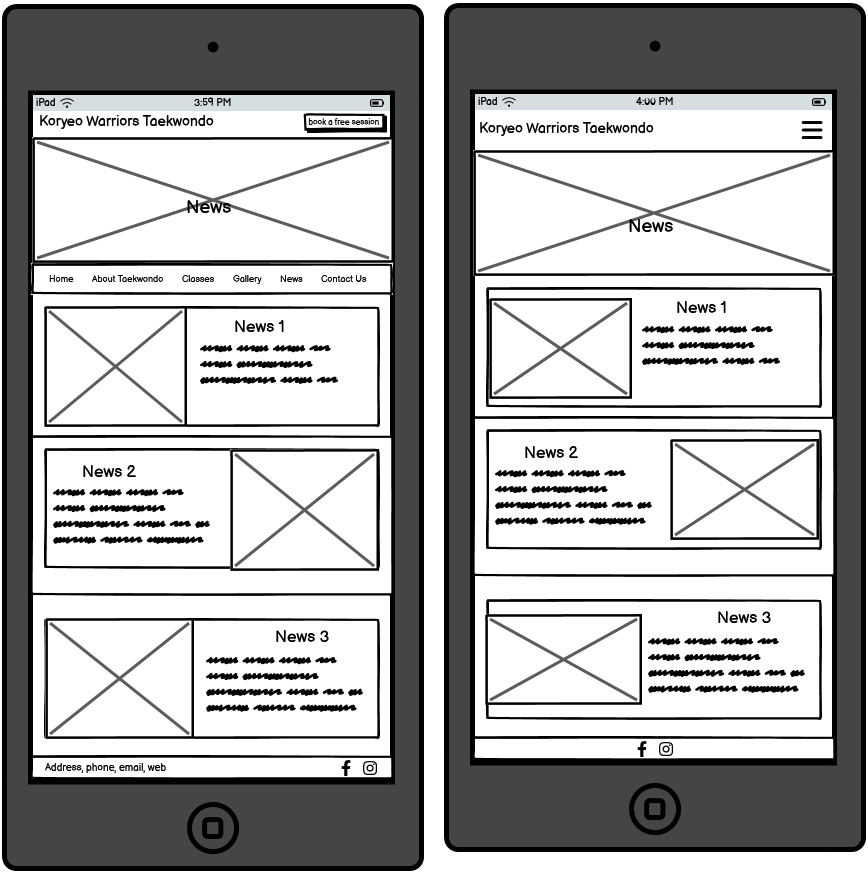 iPad 3:59 PM
Koryeo Warriors Taekwondo book a free session
News
Home About Taekwondo Classes Gallery News Contact Us
News 1
News 2
News 3
Address, phone, email, web
iPad 4:00 PM
Koryeo Warriors Taekwondo
News
News 1
News 2
News 3